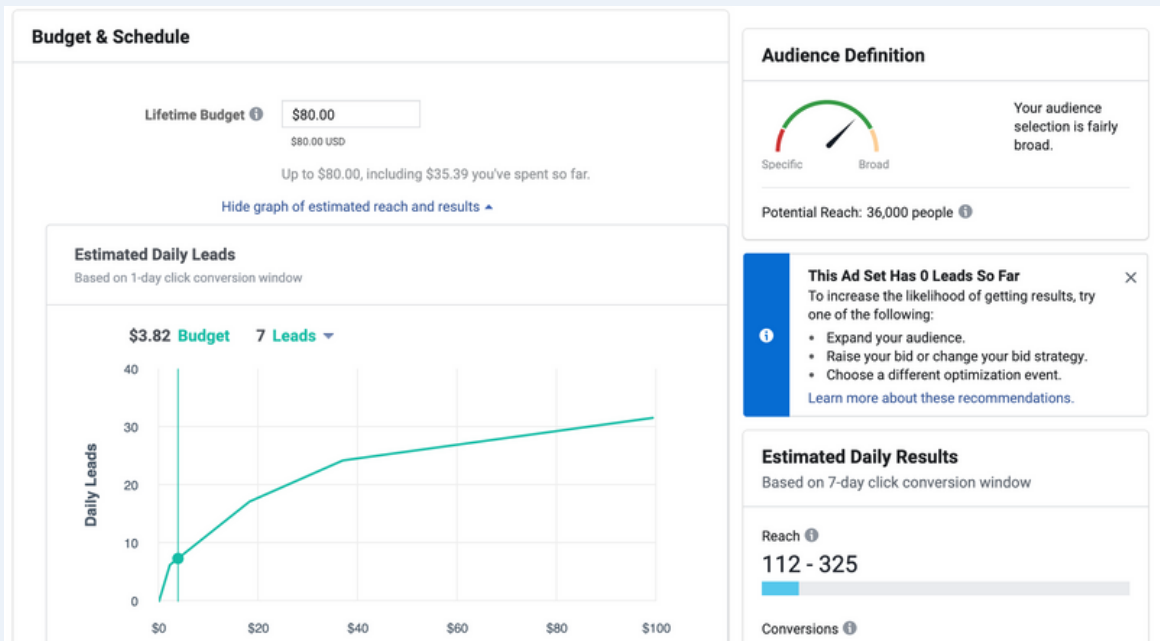 Budget & Schedule
Lifetime Budget
$80.00
$80.00 USD
Up to $80.00, including $35.39 you've spent so far.
Hide graph of estimated reach and results
Estimated Daily Leads
Based on 1-day click conversion window
$3.82 Budget 7 Leads
40
30
20
10
0
Daily Leads
$0 $20 $40 $60 $80 $100
Audience Definition
Your audience
selection is fairly
broad.
Specific Broad
Potential Reach: 36,000 people
This Ad Set Has 0 Leads So Far
To increase the likelihood of getting results, try
one of the following:
• Expand your audience.
• Raise your bid or change your bid strategy.
• Choose a different optimization event.
Learn more about these recommendations.
Estimated Daily Results
Based on 7-day click conversion window
Reach
112 - 325
Conversions